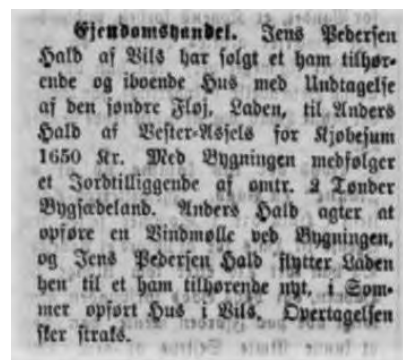 Ejendomshandel. Jens Pedersen
Hald af Vils har solgt et ham tilhør-
ende og iboende Hus med Undtagelse
af den søndre Fløj, Laden, til Anders
Hald af Vester-Assels for Kjøbesum
1650 Kr. Med Bygningen medfølger
et Jordtilliggende af omtr. 2 Tønder
Bygsædeland. Anders Hald agter at
opføre en Vindmølle ved Bygningen,
og Jens Pedersen Hald flytter Laden
hen til et ham tilhørende nyt, i Som-
mer opført Hus i Vils. Overtagelsen
sker straks.